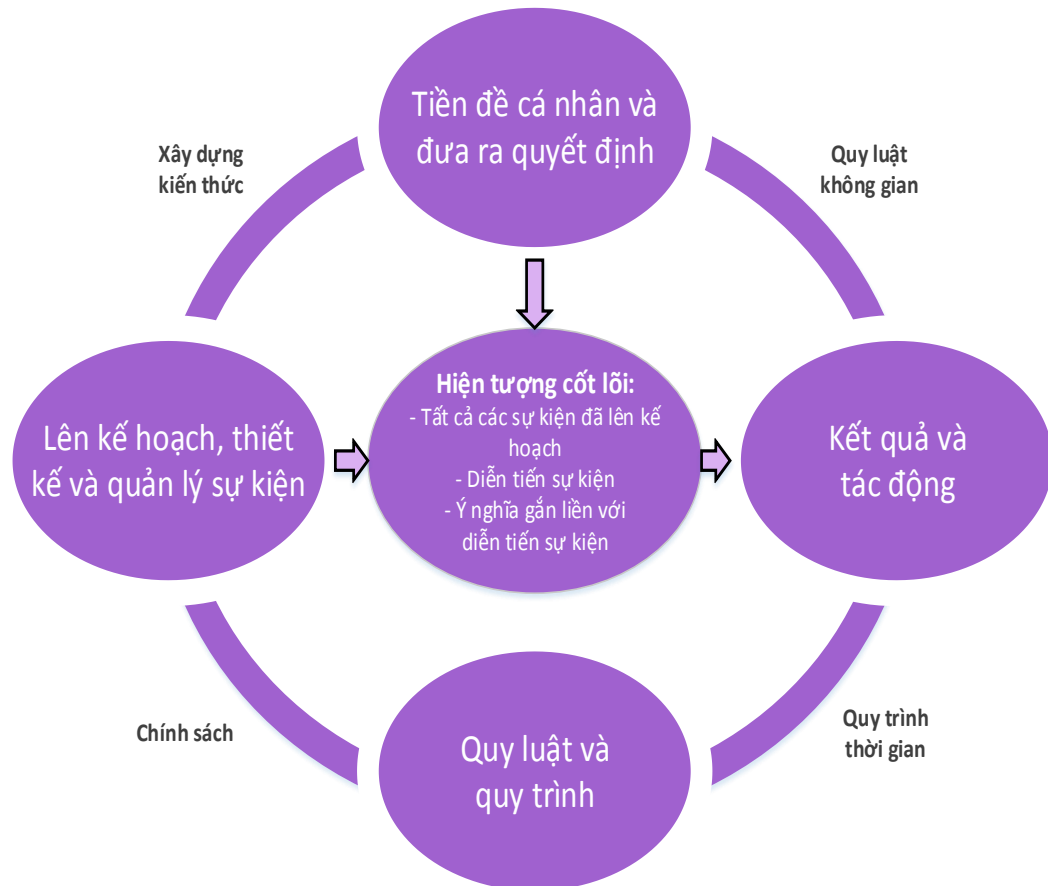 Tiền đề cá nhân và
đưa ra quyết định
Xây dựng
kiến thức
Quy luật
không gian
Hiện tượng cốt lõi:
- Tất cả các sự kiện đã lên kế
hoạch
- Diễn tiến sự kiện
- Ý nghĩa gắn liền với
diễn tiến sự kiện
Lên kế hoạch, thiết
kế và quản lý sự kiện
Kết quả và
tác động
Chính sách
Quy trình
thời gian
Quy luật và
quy trình